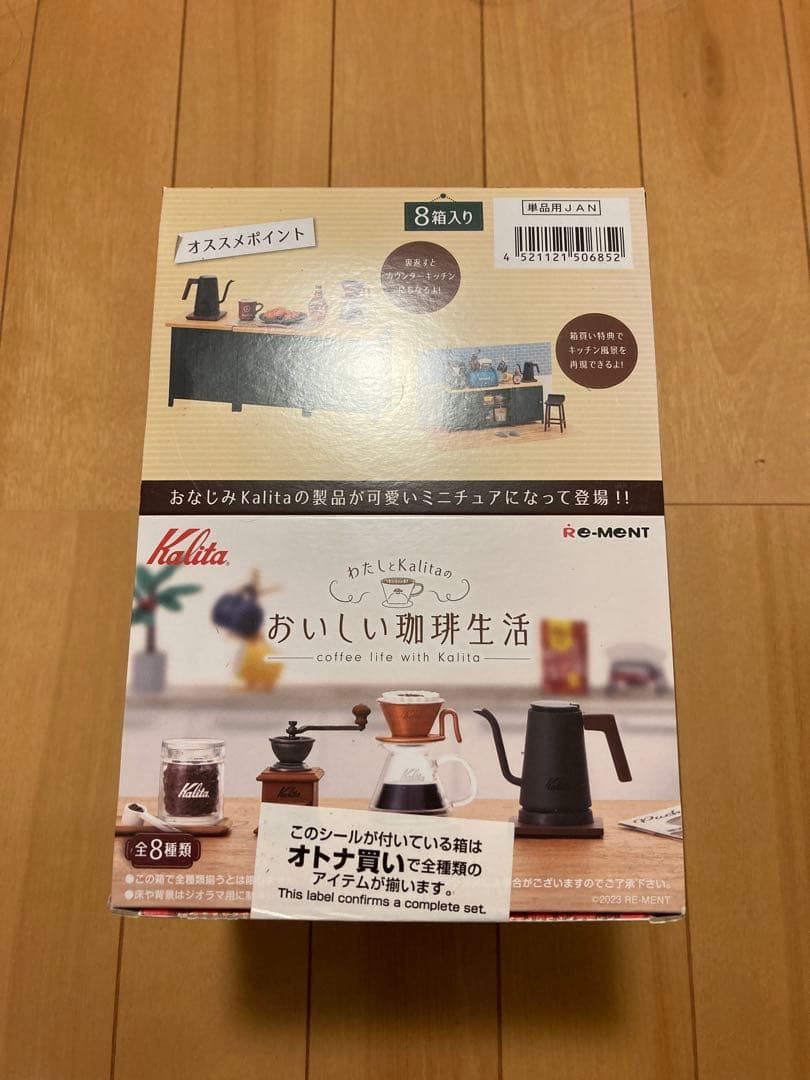 オススメポイント
8箱入り
単品用JAN
4 521121 506852
裏返すと
カウンターキッチン
にもなるよ!
箱買い特典で
キッチン風景を
再現できるよ!
おなじみKalitaの製品が可愛いミニチュアになって登場!!
Kalita
RE-MENT
わたしとKalitaの
おいしい珈琲生活
coffee life with Kalita
Kalita
Kalita
Kalita
Kalita
全8種類
このシールが付いている箱は
オトナ買いで全種類の
アイテムが揃います。
This label confirms a complete set.
●この箱で全種類揃うとは限
合がございますのでご了承下さい。
●床や背景はジオラマ用に
©2023 RE-MENT